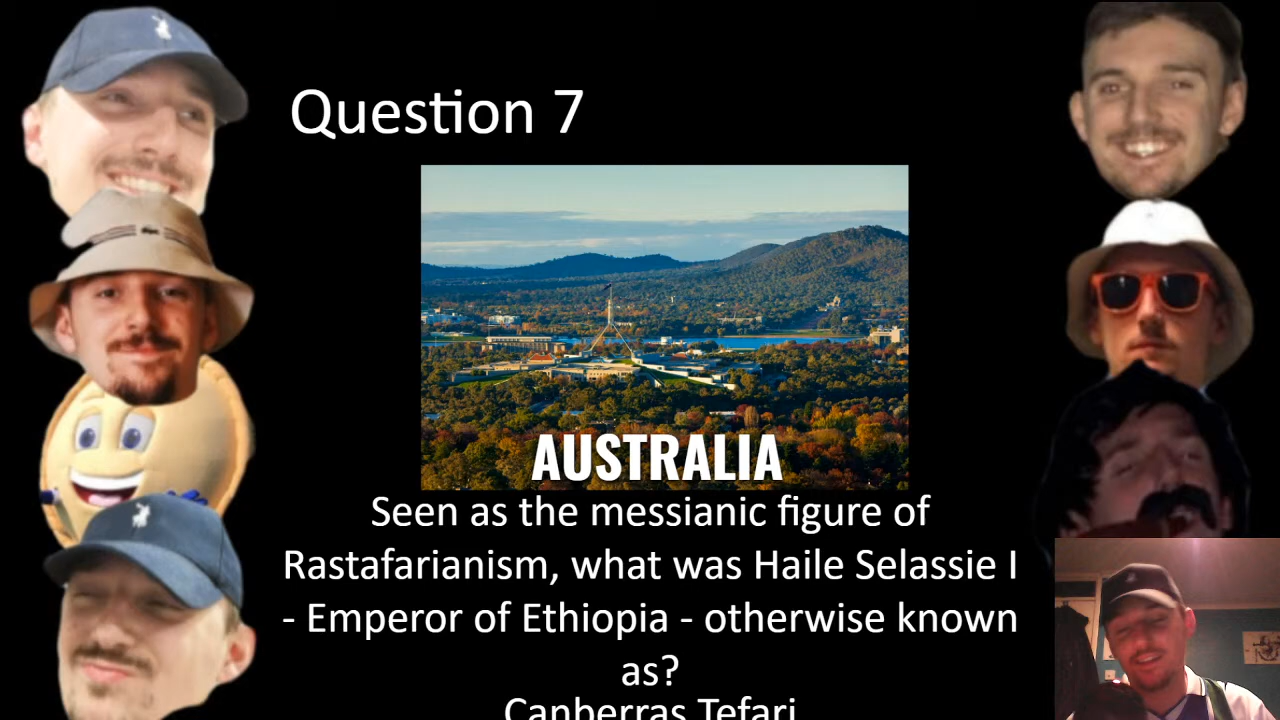 Question 7
AUSTRALIA
Seen as the messianic figure of
Rastafarianism, what was Haile Selassie I
- Emperor of Ethiopia - otherwise known
as?
Canberras Tefari